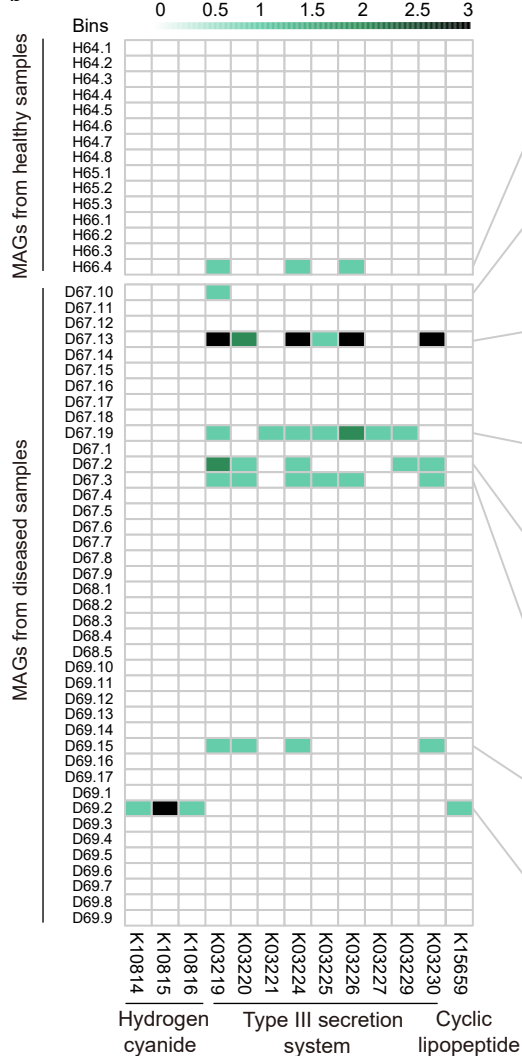 Bins
0 0.5 1 1.5 2 2.5 3
MAGs from healthy samples
H64.1
H64.2
H64.3
H64.4
H64.5
H64.6
H64.7
H64.8
H65.1
H65.2
H65.3
H66.1
H66.2
H66.3
H66.4
MAGs from diseased samples
D67.10
D67.11
D67.12
D67.13
D67.14
D67.15
D67.16
D67.17
D67.18
D67.19
D67.1
D67.2
D67.3
D67.4
D67.5
D67.6
D67.7
D67.8
D67.9
D68.1
D68.2
D68.3
D68.4
D68.5
D69.10
D69.11
D69.12
D69.13
D69.14
D69.15
D69.16
D69.17
D69.1
D69.2
D69.3
D69.4
D69.5
D69.6
D69.7
D69.8
D69.9
K10814
K10815
K10816
K03219
K03220
K03221
K03224
K03225
K03226
K03227
K03229
K03230
K15659
Hydrogen
cyanide
Type III secretion
system
Cyclic
lipopeptide